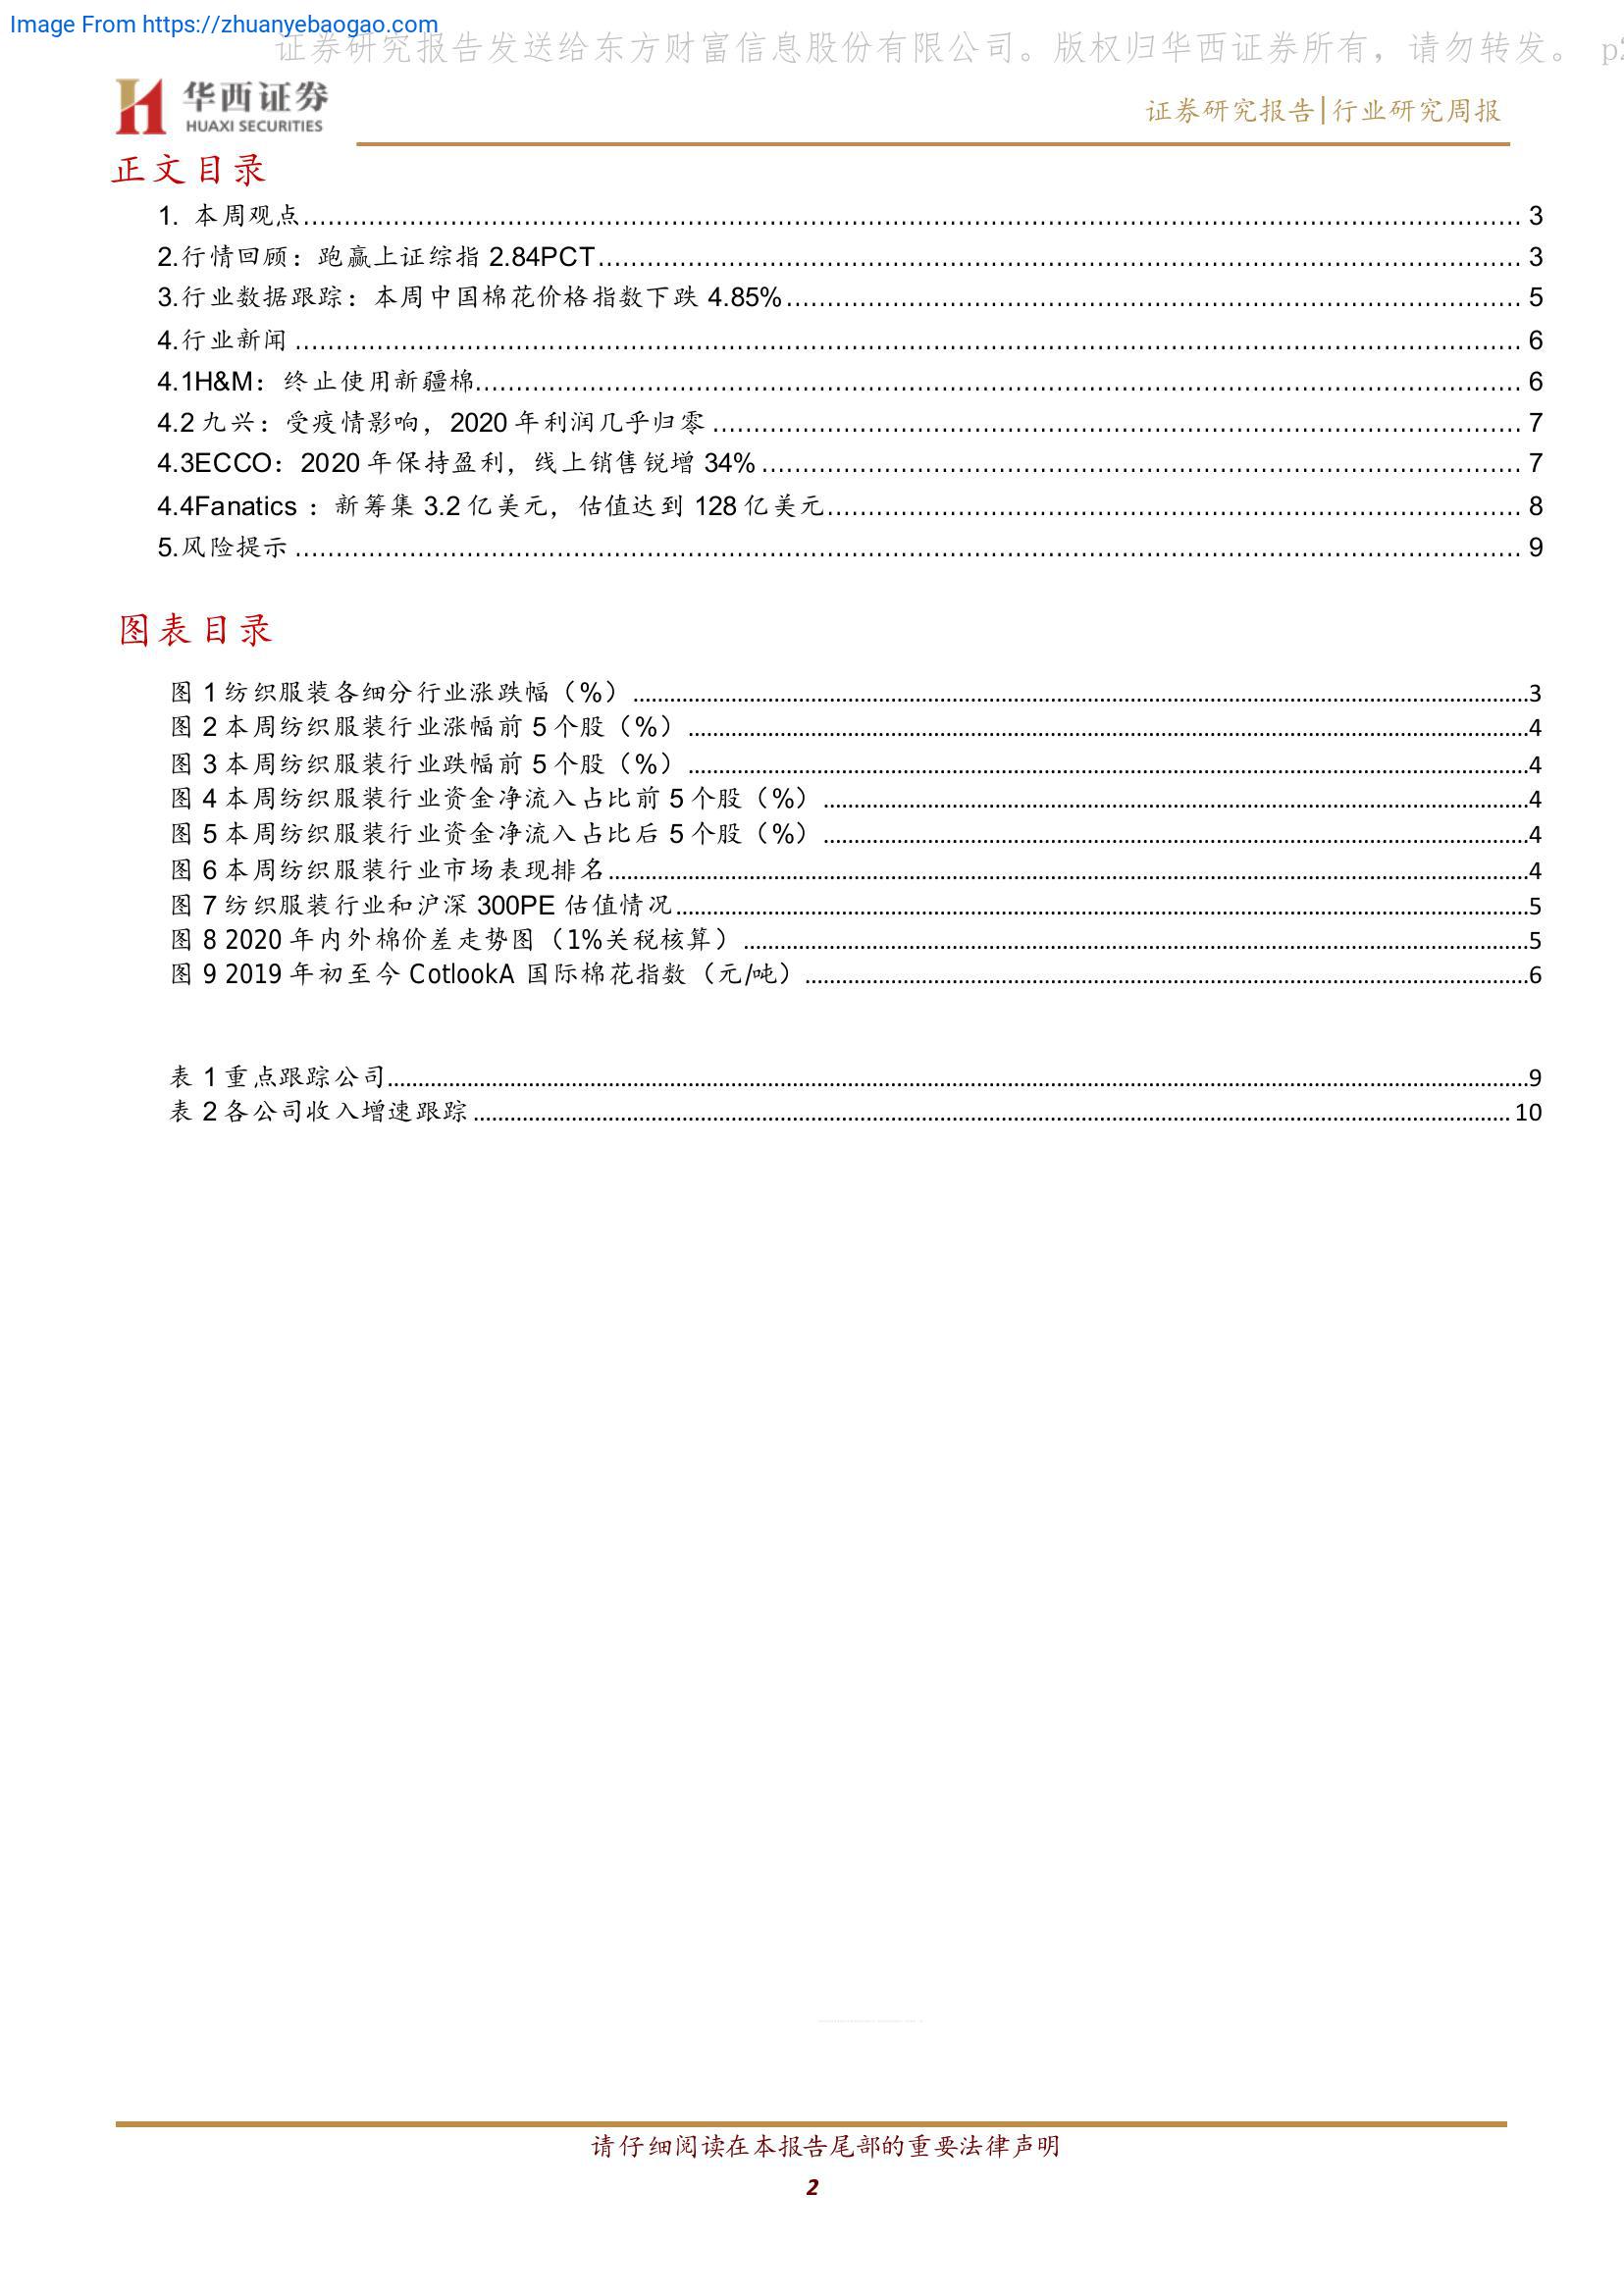 Image From https://zhuanyebaogao.com
证券研究报告发送给东方财富信息股份有限公司。版权归华西证券所有，请勿转发。 p2
华西证券
HUAXI SECURITIES
证券研究报告|行业研究周报
正文目录
1. 本周观点 3
2.行情回顾：跑赢上证综指 2.84PCT 3
3.行业数据跟踪：本周中国棉花价格指数下跌 4.85% 5
4.行业新闻 6
4.1H&M：终止使用新疆棉 6
4.2 九兴：受疫情影响，2020 年利润几乎归零 7
4.3ECCO：2020 年保持盈利，线上销售锐增 34% 7
4.4Fanatics ：新筹集 3.2 亿美元，估值达到 128 亿美元 8
5.风险提示 9
图表目录
图 1 纺织服装各细分行业涨跌幅（%） 3
图 2 本周纺织服装行业涨幅前 5 个股（%） 4
图 3 本周纺织服装行业跌幅前 5 个股（%） 4
图 4 本周纺织服装行业资金净流入占比前 5 个股（%） 4
图 5 本周纺织服装行业资金净流入占比后 5 个股（%） 4
图 6 本周纺织服装行业市场表现排名 4
图 7 纺织服装行业和沪深 300PE 估值情况 5
图 8 2020 年内外棉价差走势图（1%关税核算） 5
图 9 2019 年初至今 CotlookA 国际棉花指数（元/吨） 6
表 1 重点跟踪公司 9
表 2 各公司收入增速跟踪 10
请仔细阅读在本报告尾部的重要法律声明
2